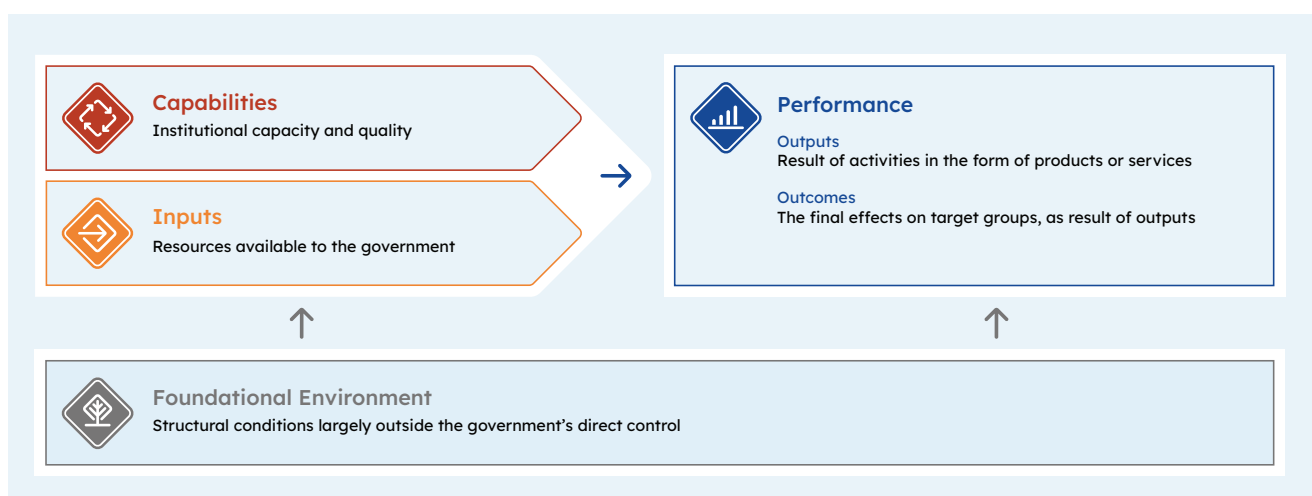 Capabilities
Institutional capacity and quality
Inputs
Resources available to the government
Performance
Outputs
Result of activities in the form of products or services
Outcomes
The final effects on target groups, as result of outputs
Foundational Environment
Structural conditions largely outside the government’s direct control